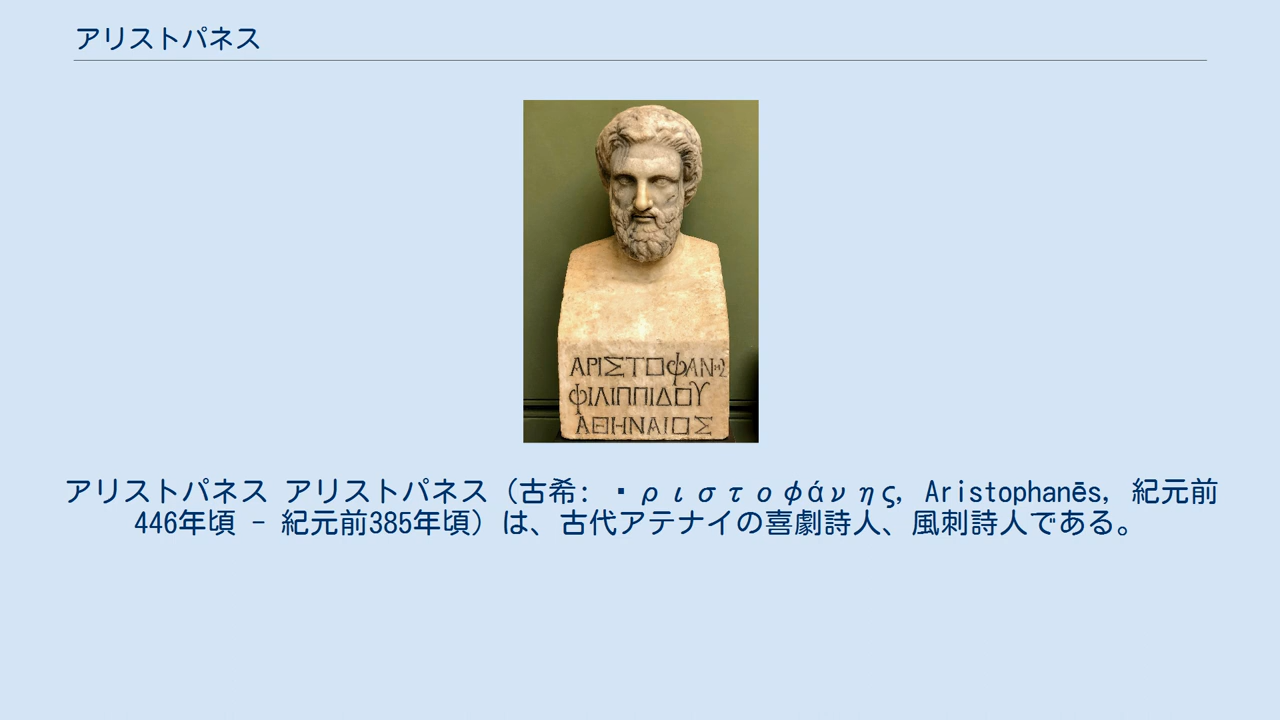 アリストパネス
ΑΡΙΣΤΟΦΑΝΗΣ
ΦΙΛΙΠΠΙΔΟΥ
ΑΘΗΝΑΙΟΣ
アリストパネス アリストパネス（古希: ・ριστοφάνης, Aristophanēs, 紀元前
446年頃 - 紀元前385年頃）は、古代アテナイの喜劇詩人、風刺詩人である。